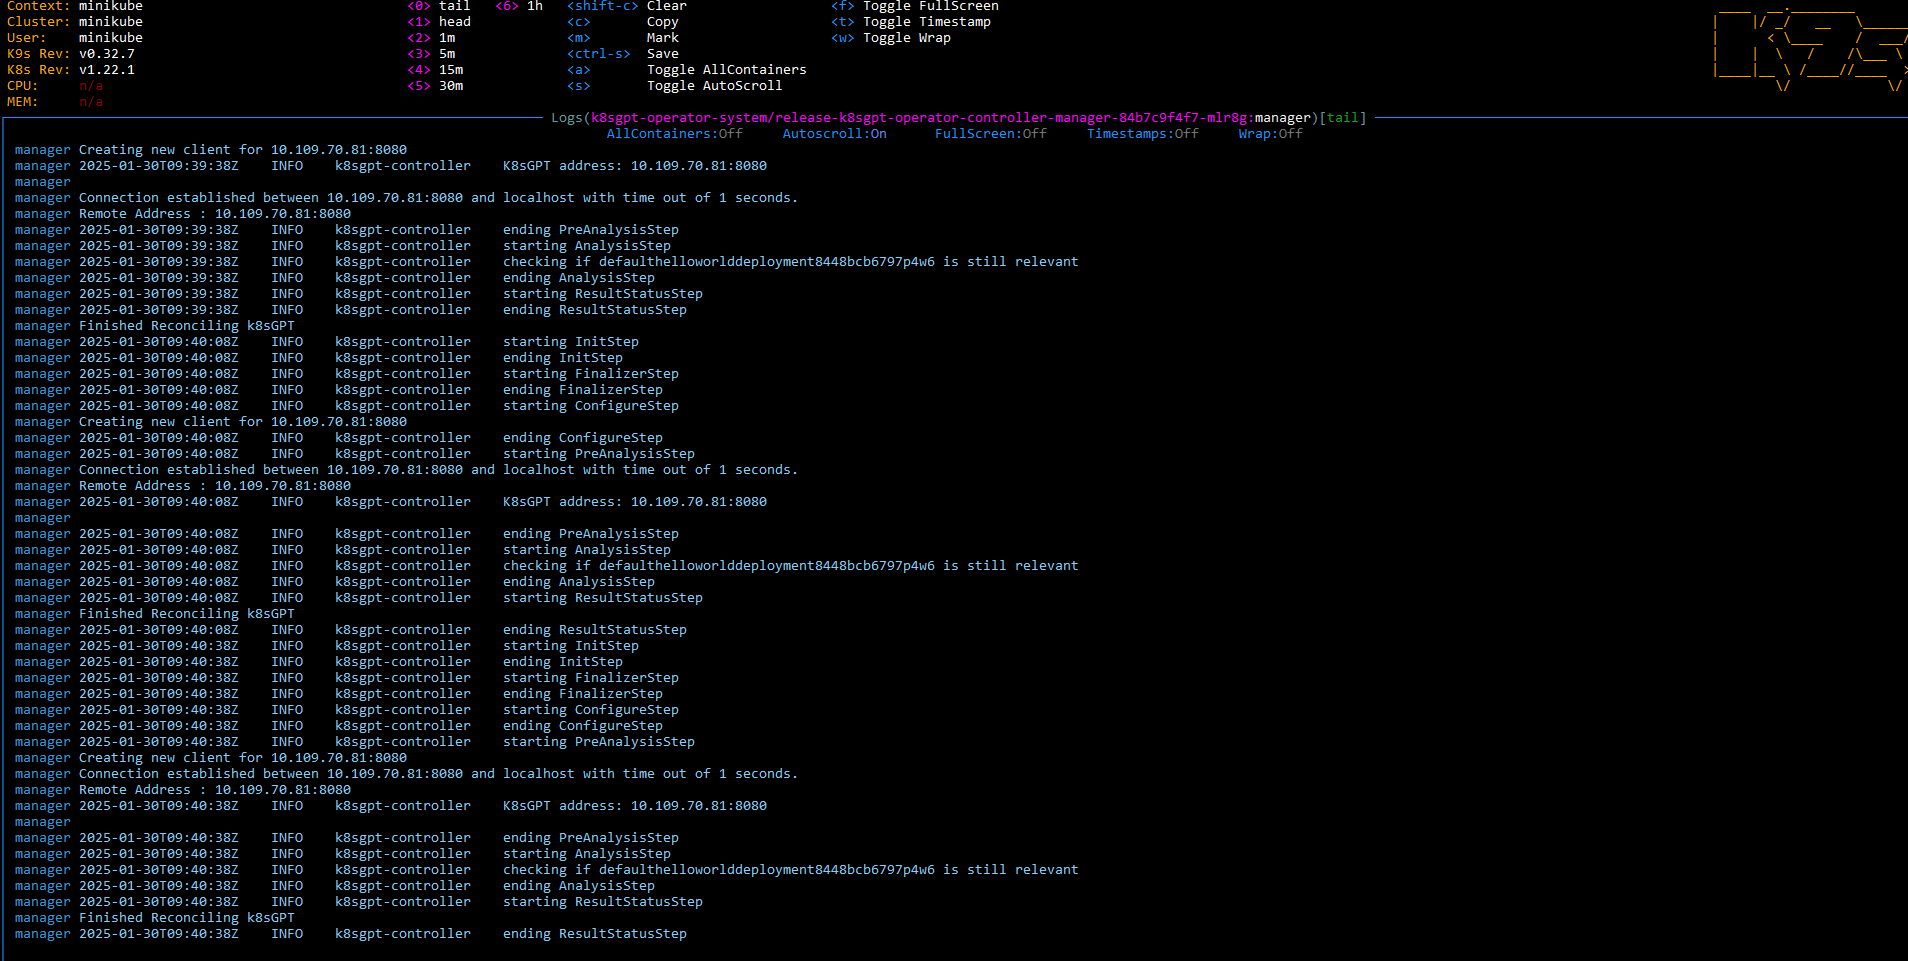 Context: minikube <0> tail <6> 1h <shift-c> Clear <f> Toggle FullScreen
Cluster: minikube <1> head <c> Copy <t> Toggle Timestamp
User: minikube <2> 1m <m> Mark <w> Toggle Wrap
K9s Rev: v0.32.7 <3> 5m <ctrl-s> Save
K8s Rev: v1.22.1 <4> 15m <a> Toggle AllContainers
CPU: n/a <5> 30m <s> Toggle AutoScroll
MEM: n/a
Logs(k8sgpt-operator-system/release-k8sgpt-operator-controller-manager-84b7c9f4f7-mlr8g:manager)[tail]
AllContainers:Off Autoscroll:On FullScreen:Off Timestamps:Off Wrap:Off
manager Creating new client for 10.109.70.81:8080
manager 2025-01-30T09:39:38Z INFO k8sgpt-controller K8sGPT address: 10.109.70.81:8080
manager
manager Connection established between 10.109.70.81:8080 and localhost with time out of 1 seconds.
manager Remote Address : 10.109.70.81:8080
manager 2025-01-30T09:39:38Z INFO k8sgpt-controller ending PreAnalysisStep
manager 2025-01-30T09:39:38Z INFO k8sgpt-controller starting AnalysisStep
manager 2025-01-30T09:39:38Z INFO k8sgpt-controller checking if defaulthelloworlddeployment8448bcb6797p4w6 is still relevant
manager 2025-01-30T09:39:38Z INFO k8sgpt-controller ending AnalysisStep
manager 2025-01-30T09:39:38Z INFO k8sgpt-controller starting ResultStatusStep
manager 2025-01-30T09:39:38Z INFO k8sgpt-controller ending ResultStatusStep
manager Finished Reconciling k8sGPT
manager 2025-01-30T09:40:08Z INFO k8sgpt-controller starting InitStep
manager 2025-01-30T09:40:08Z INFO k8sgpt-controller ending InitStep
manager 2025-01-30T09:40:08Z INFO k8sgpt-controller starting FinalizerStep
manager 2025-01-30T09:40:08Z INFO k8sgpt-controller ending FinalizerStep
manager 2025-01-30T09:40:08Z INFO k8sgpt-controller starting ConfigureStep
manager Creating new client for 10.109.70.81:8080
manager 2025-01-30T09:40:08Z INFO k8sgpt-controller ending ConfigureStep
manager 2025-01-30T09:40:08Z INFO k8sgpt-controller starting PreAnalysisStep
manager Connection established between 10.109.70.81:8080 and localhost with time out of 1 seconds.
manager Remote Address : 10.109.70.81:8080
manager 2025-01-30T09:40:08Z INFO k8sgpt-controller K8sGPT address: 10.109.70.81:8080
manager
manager 2025-01-30T09:40:08Z INFO k8sgpt-controller ending PreAnalysisStep
manager 2025-01-30T09:40:08Z INFO k8sgpt-controller starting AnalysisStep
manager 2025-01-30T09:40:08Z INFO k8sgpt-controller checking if defaulthelloworlddeployment8448bcb6797p4w6 is still relevant
manager 2025-01-30T09:40:08Z INFO k8sgpt-controller ending AnalysisStep
manager 2025-01-30T09:40:08Z INFO k8sgpt-controller starting ResultStatusStep
manager Finished Reconciling k8sGPT
manager 2025-01-30T09:40:08Z INFO k8sgpt-controller ending ResultStatusStep
manager 2025-01-30T09:40:38Z INFO k8sgpt-controller starting InitStep
manager 2025-01-30T09:40:38Z INFO k8sgpt-controller ending InitStep
manager 2025-01-30T09:40:38Z INFO k8sgpt-controller starting FinalizerStep
manager 2025-01-30T09:40:38Z INFO k8sgpt-controller ending FinalizerStep
manager 2025-01-30T09:40:38Z INFO k8sgpt-controller starting ConfigureStep
manager 2025-01-30T09:40:38Z INFO k8sgpt-controller ending ConfigureStep
manager 2025-01-30T09:40:38Z INFO k8sgpt-controller starting PreAnalysisStep
manager Creating new client for 10.109.70.81:8080
manager Connection established between 10.109.70.81:8080 and localhost with time out of 1 seconds.
manager Remote Address : 10.109.70.81:8080
manager 2025-01-30T09:40:38Z INFO k8sgpt-controller K8sGPT address: 10.109.70.81:8080
manager
manager 2025-01-30T09:40:38Z INFO k8sgpt-controller ending PreAnalysisStep
manager 2025-01-30T09:40:38Z INFO k8sgpt-controller starting AnalysisStep
manager 2025-01-30T09:40:38Z INFO k8sgpt-controller checking if defaulthelloworlddeployment8448bcb6797p4w6 is still relevant
manager 2025-01-30T09:40:38Z INFO k8sgpt-controller ending AnalysisStep
manager 2025-01-30T09:40:38Z INFO k8sgpt-controller starting ResultStatusStep
manager Finished Reconciling k8sGPT
manager 2025-01-30T09:40:38Z INFO k8sgpt-controller ending ResultStatusStep